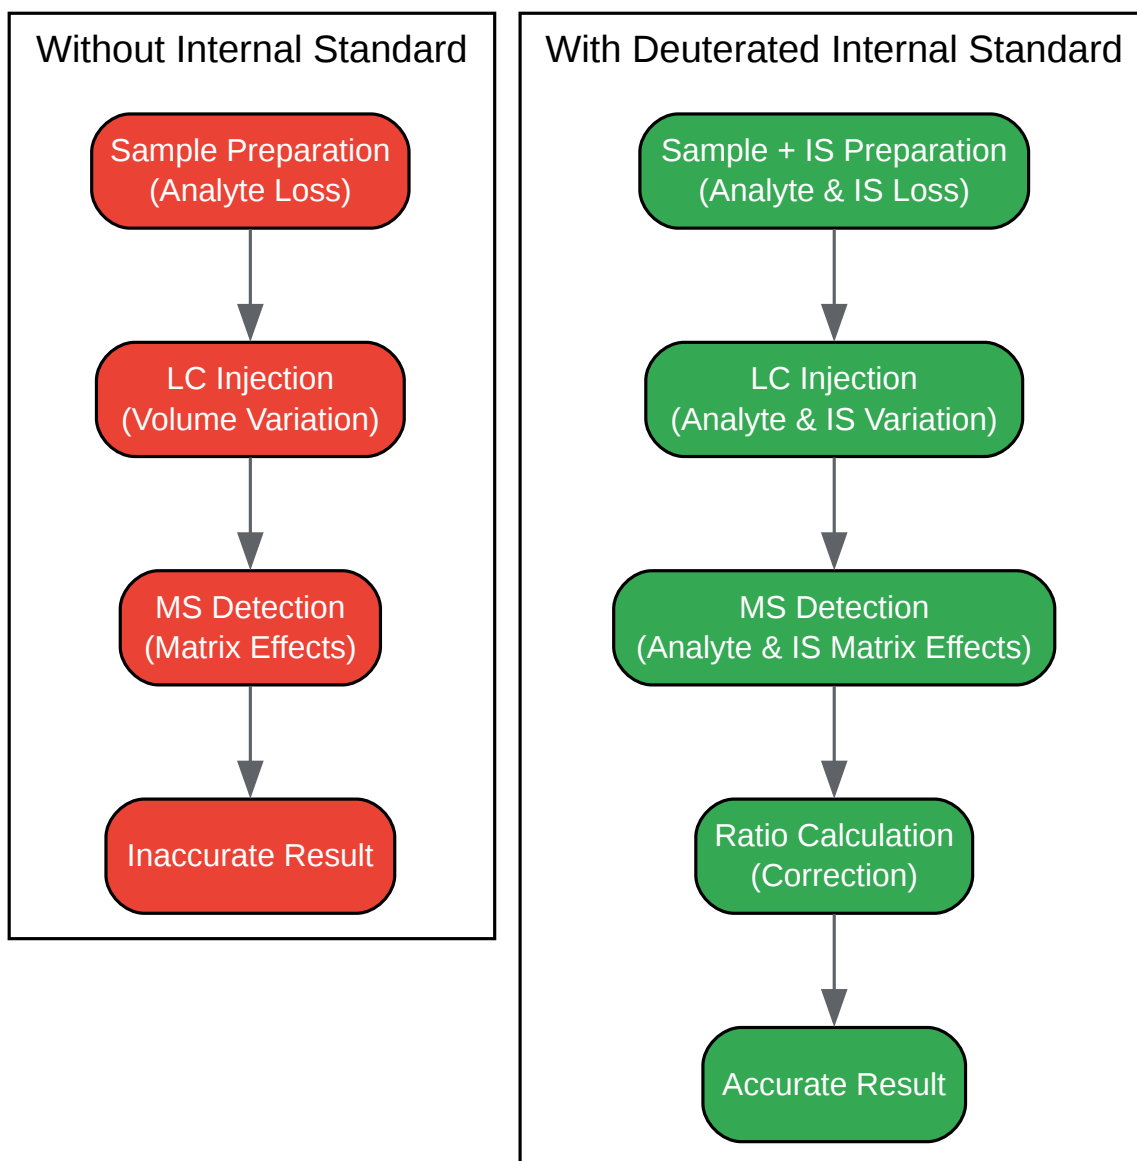 Without Internal Standard
Sample Preparation
(Analyte Loss)
LC Injection
(Volume Variation)
MS Detection
(Matrix Effects)
Inaccurate Result
With Deuterated Internal Standard
Sample + IS Preparation
(Analyte & IS Loss)
LC Injection
(Analyte & IS Variation)
MS Detection
(Analyte & IS Matrix Effects)
Ratio Calculation
(Correction)
Accurate Result